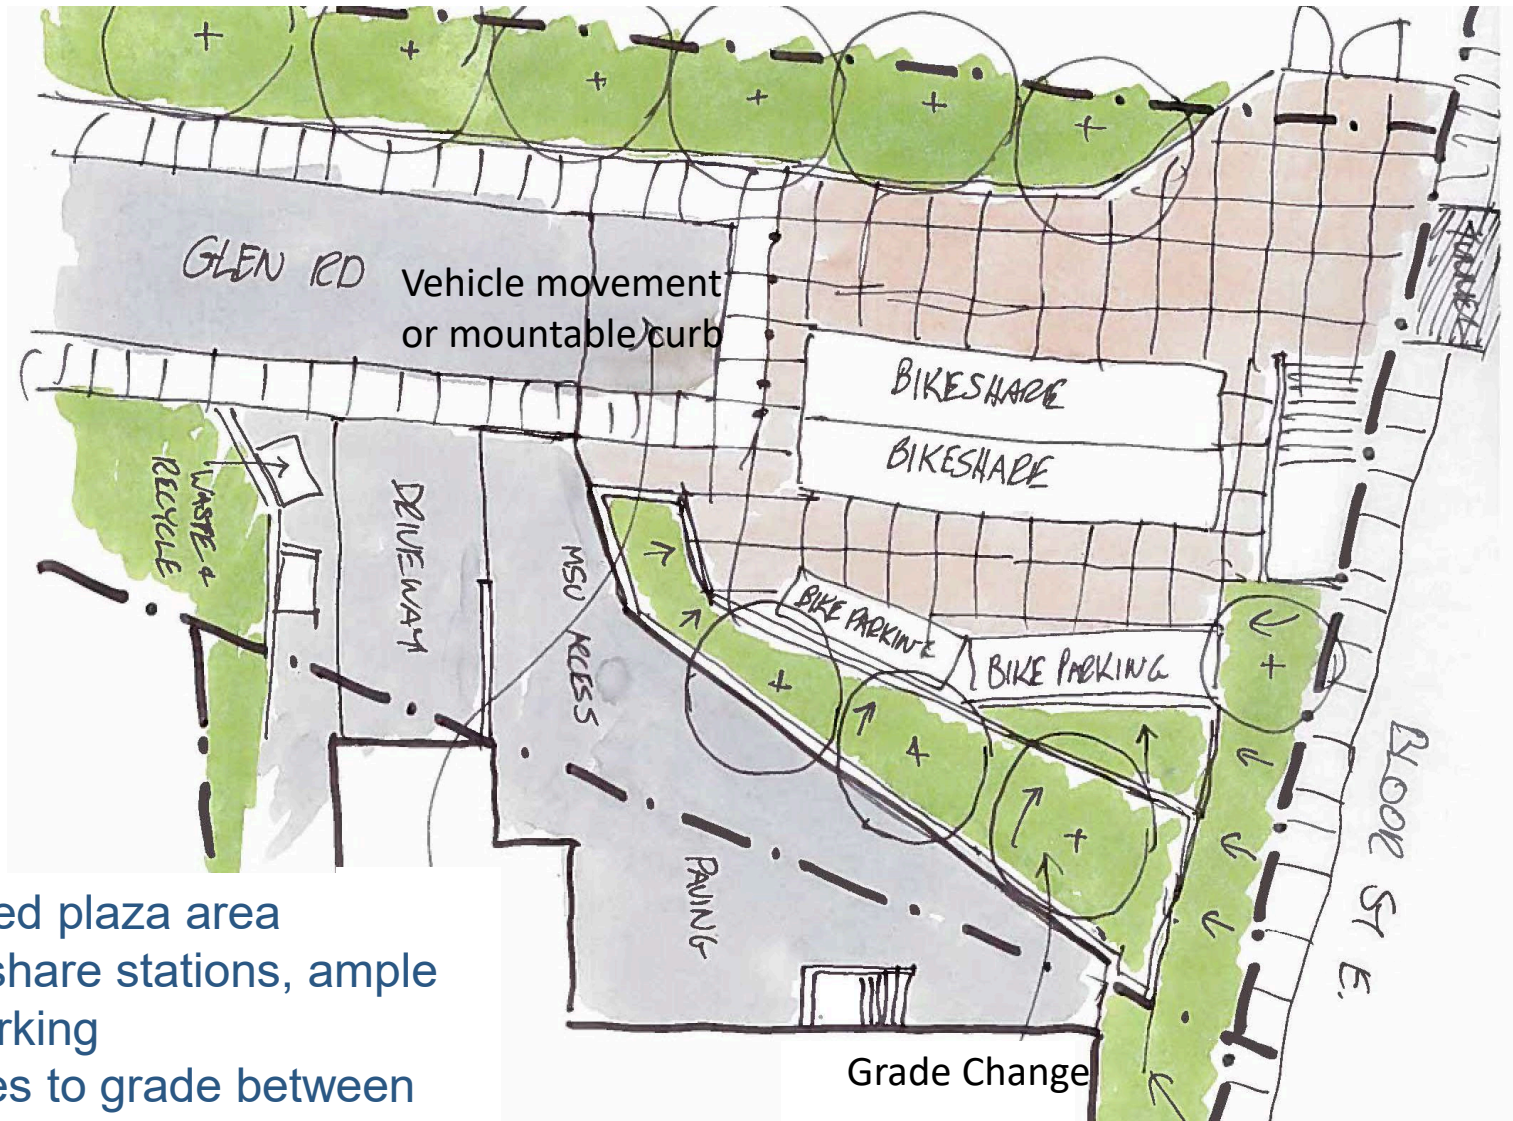 GLEN RD
Vehicle movement
or mountable curb
BIKESHARE
BIKESHARE
WASTE &
RECYCLE
DRIVEWAY
MSU ACCESS
BIKE PARKING
BIKE PARKING
BLOOR ST E.
PAVING
ed plaza area
share stations, ample
rking
es to grade between
Grade Change